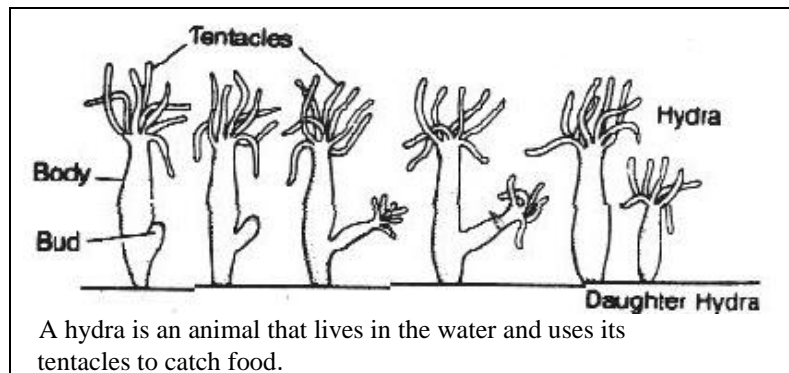 Tentacles
Hydra
Body
Bud
Daughter Hydra
A hydra is an animal that lives in the water and uses its
tentacles to catch food.